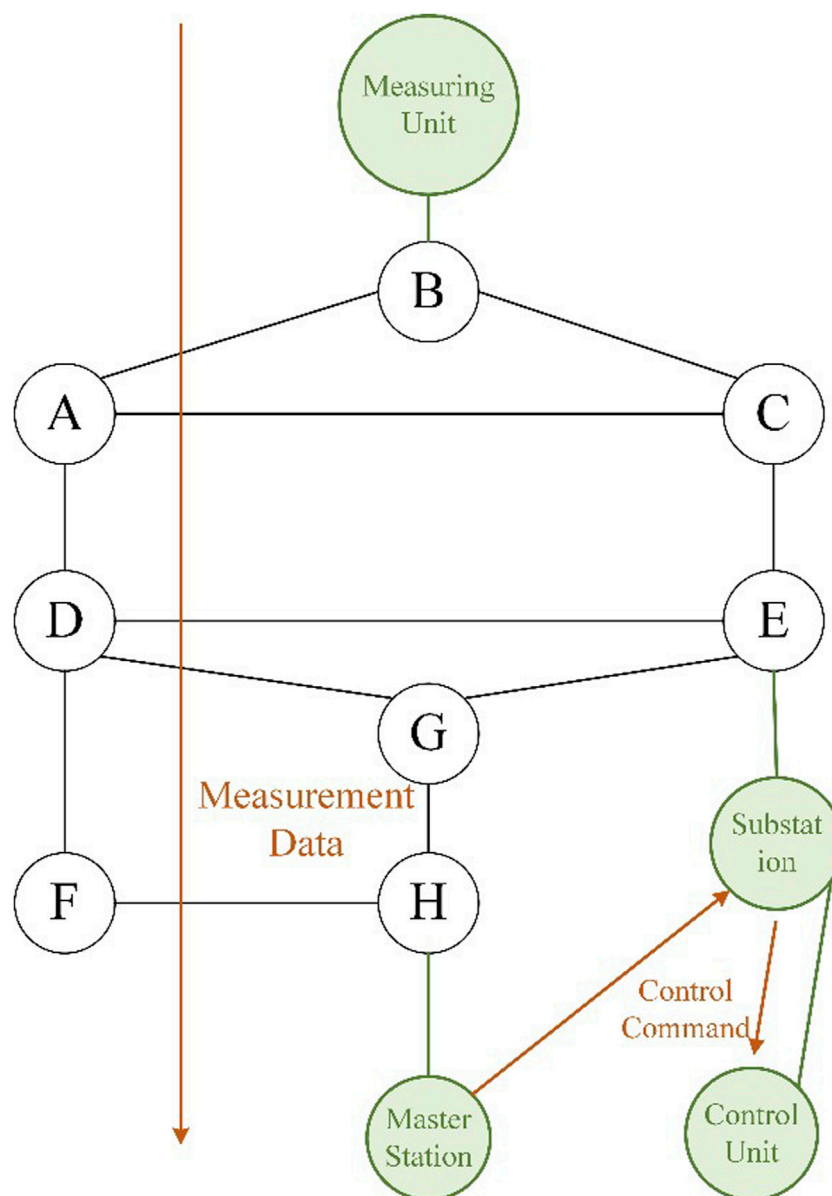 Measuring
Unit
B
A
C
D
E
G
Measurement
Data
Substat
ion
F
H
Control
Command
Master
Station
Control
Unit